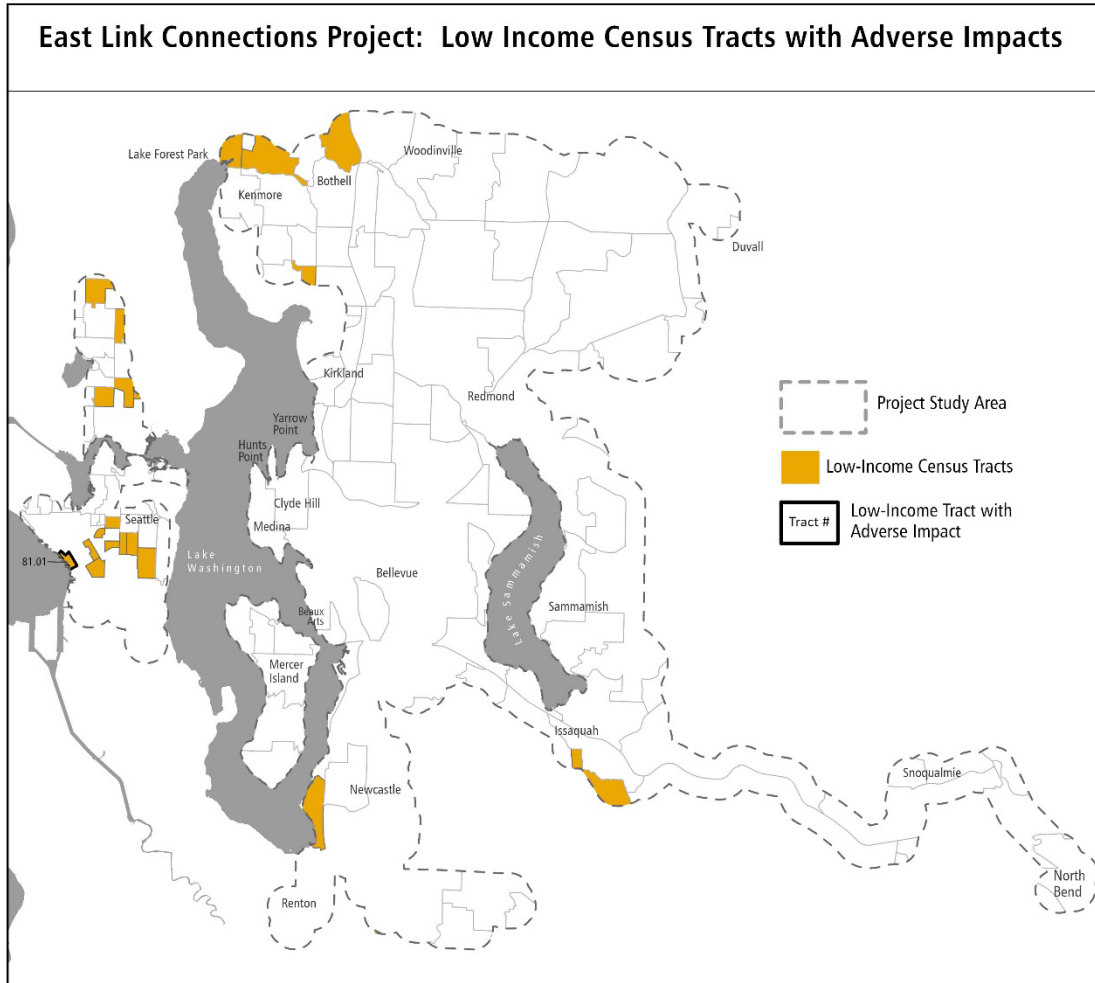 East Link Connections Project: Low Income Census Tracts with Adverse Impacts
Lake Forest Park
Woodinville
Bothell
Kenmore
Duvall
Kirkland
Redmond
Project Study Area
Yarrow
Point
Hunts
Point
Low-Income Census Tracts
Clyde Hill
Tract #
Low-Income Tract with
Adverse Impact
Seattle
Medina
81.01
Lake
Washington
Bellevue
Lake Sammamish
Sammamish
Beaux
Arts
Mercer
Island
Issaquah
Snoqualmie
Newcastle
North
Bend
Renton